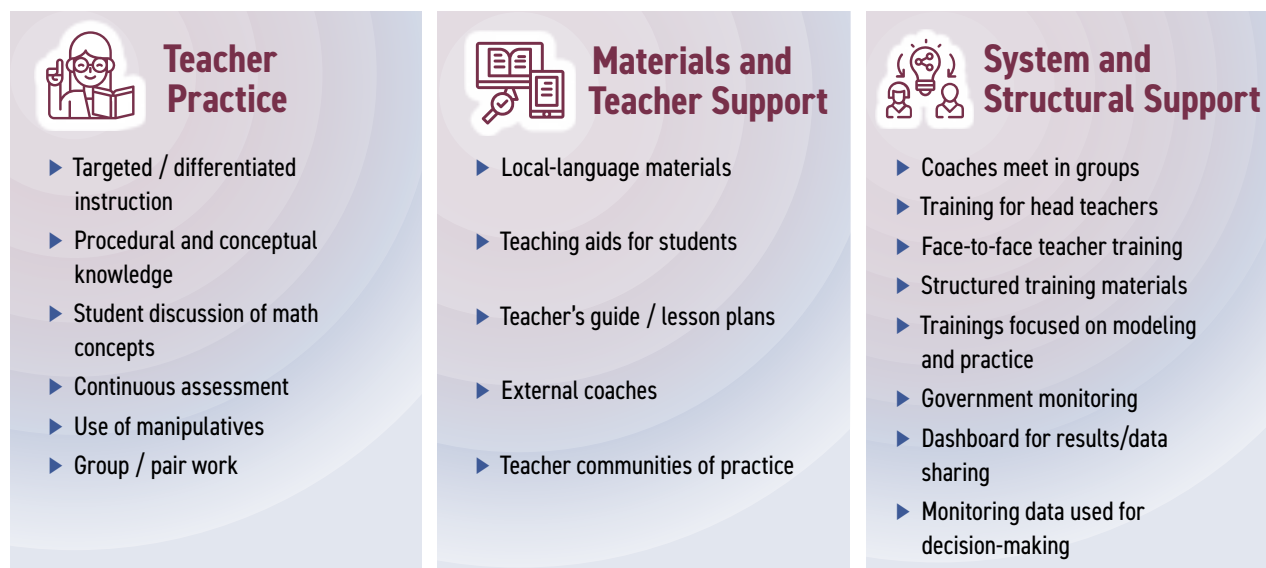 Teacher
Practice
Targeted / differentiated
instruction
Procedural and conceptual
knowledge
Student discussion of math
concepts
Continuous assessment
Use of manipulatives
Group / pair work
Materials and
Teacher Support
Local-language materials
Teaching aids for students
Teacher's guide / lesson plans
External coaches
Teacher communities of practice
System and
Structural Support
Coaches meet in groups
Training for head teachers
Face-to-face teacher training
Structured training materials
Trainings focused on modeling
and practice
Government monitoring
Dashboard for results/data
sharing
Monitoring data used for
decision-making